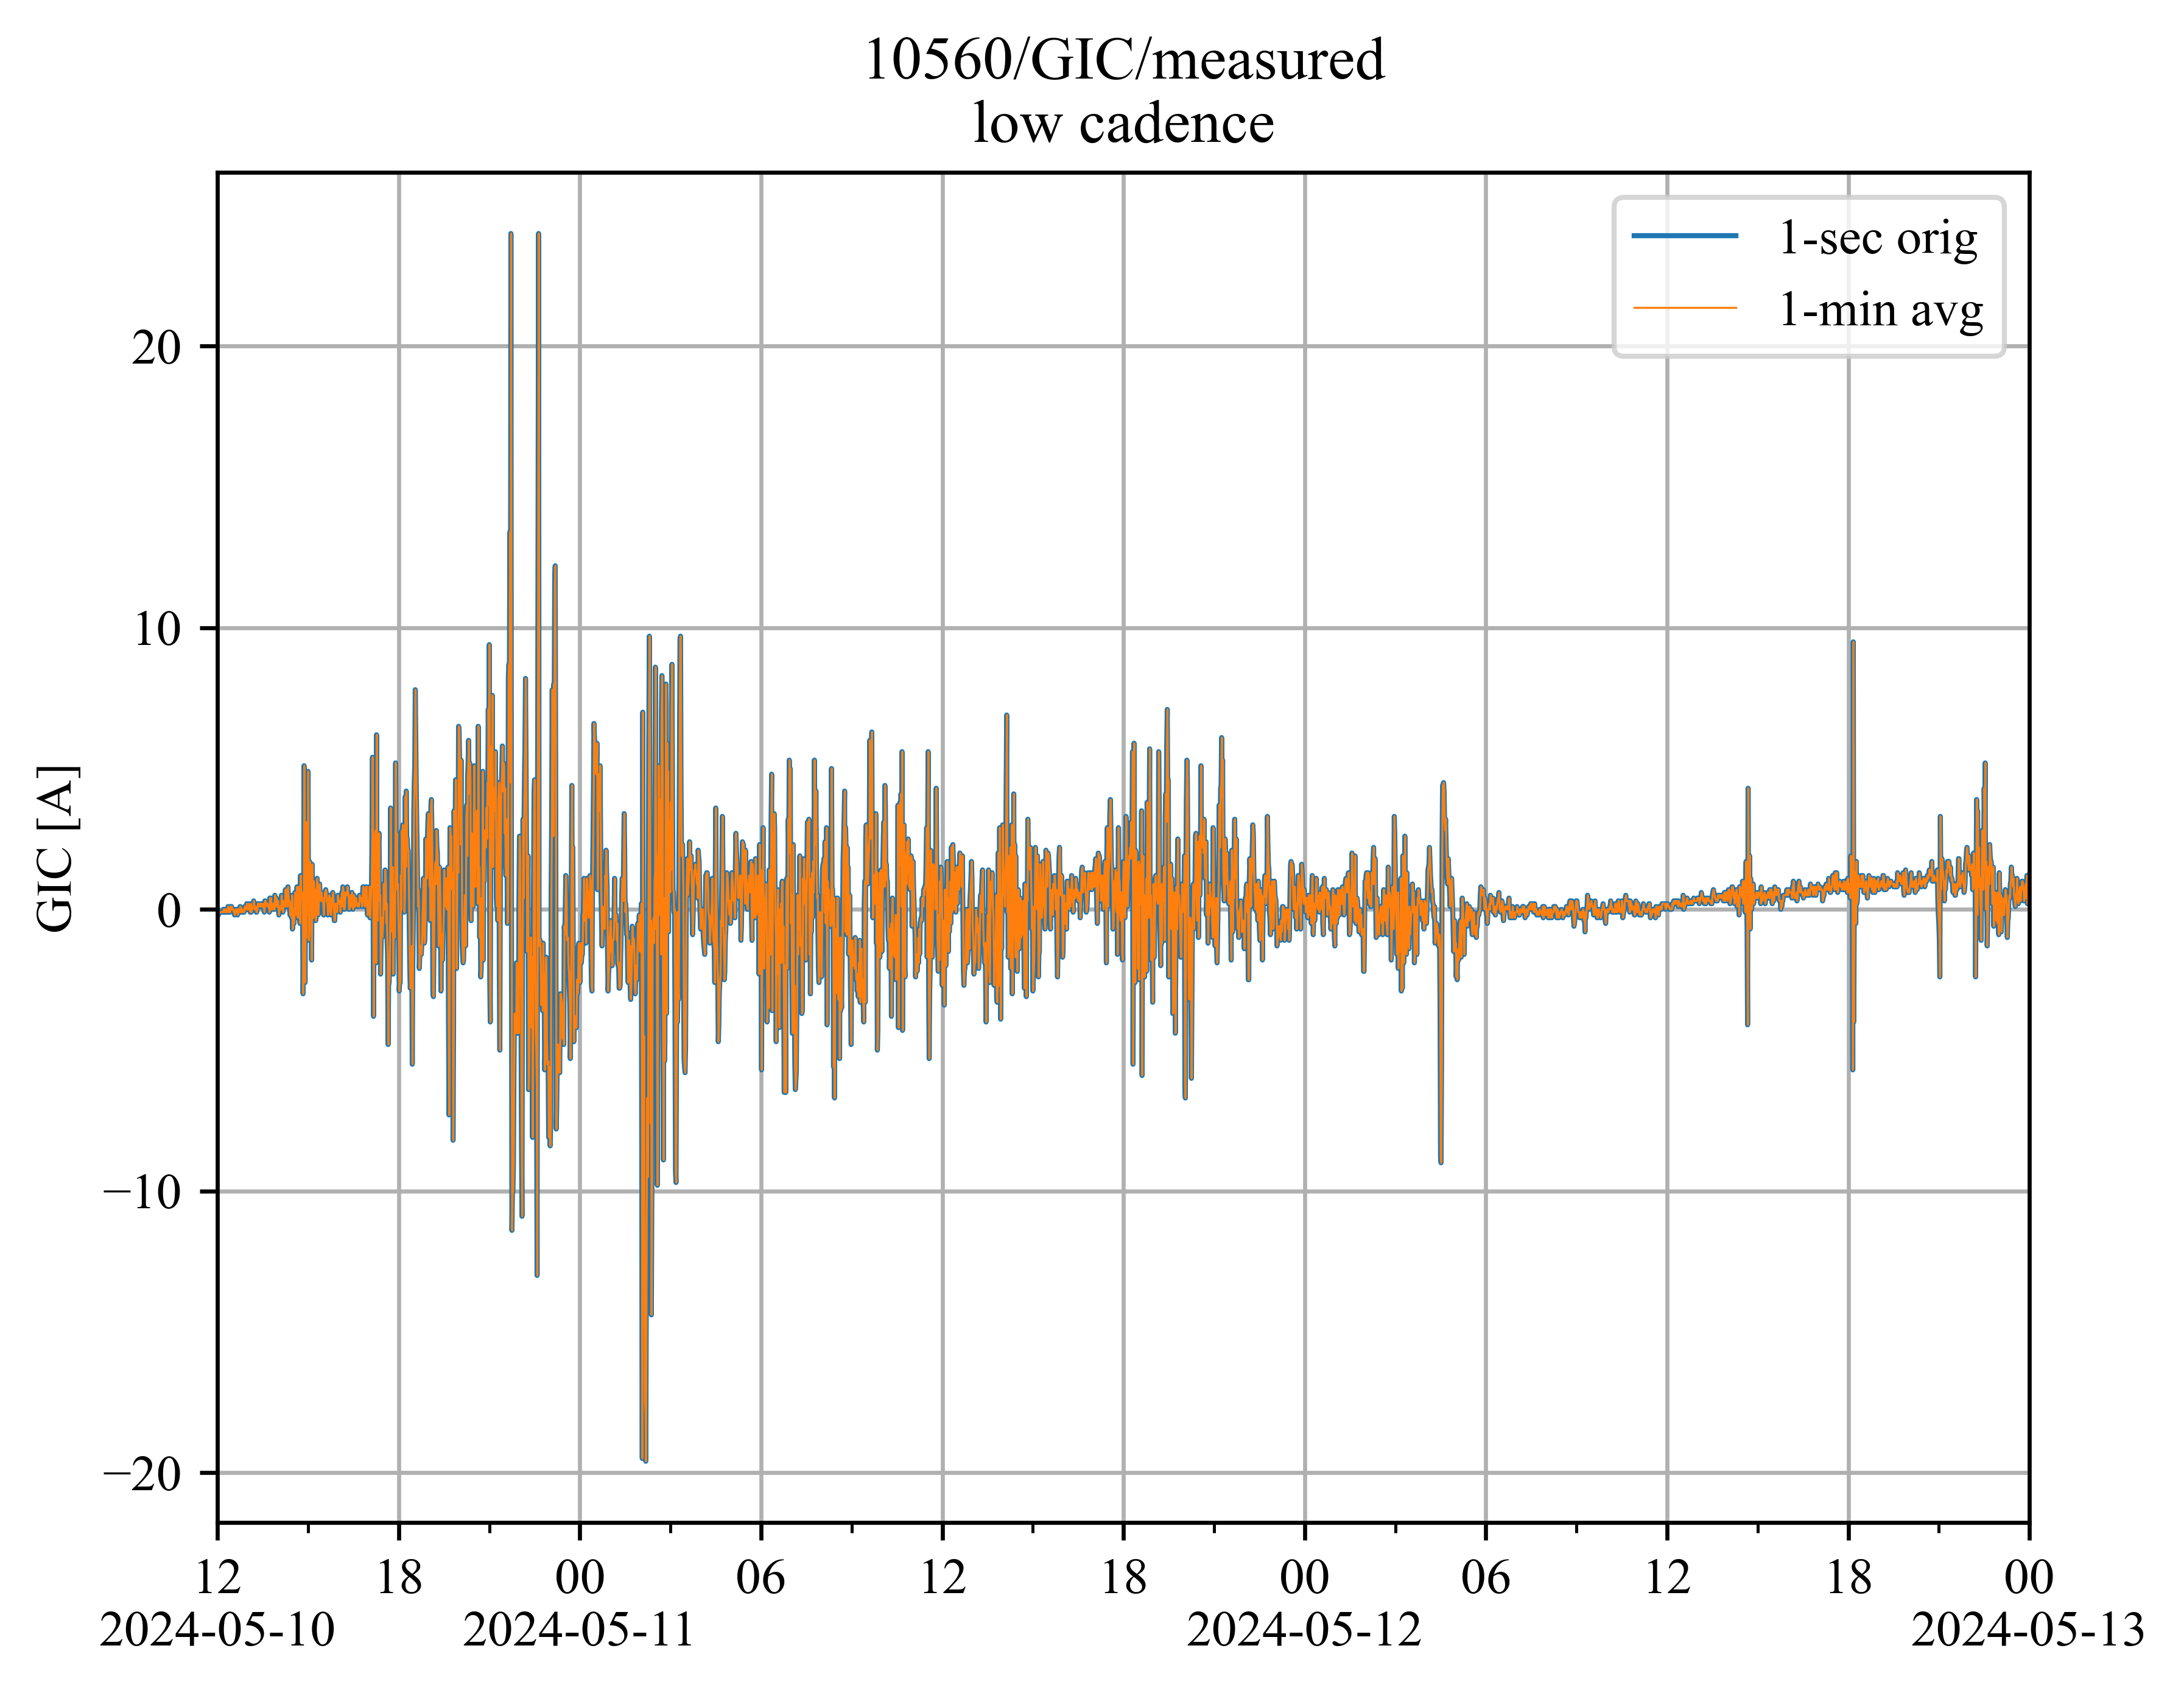 10560/GIC/measured
low cadence
1-sec orig
1-min avg
GIC [A]
20
10
0
−10
−20
12 18 00 06 12 18 00 06 12 18 00
2024-05-10 2024-05-11 2024-05-12 2024-05-13